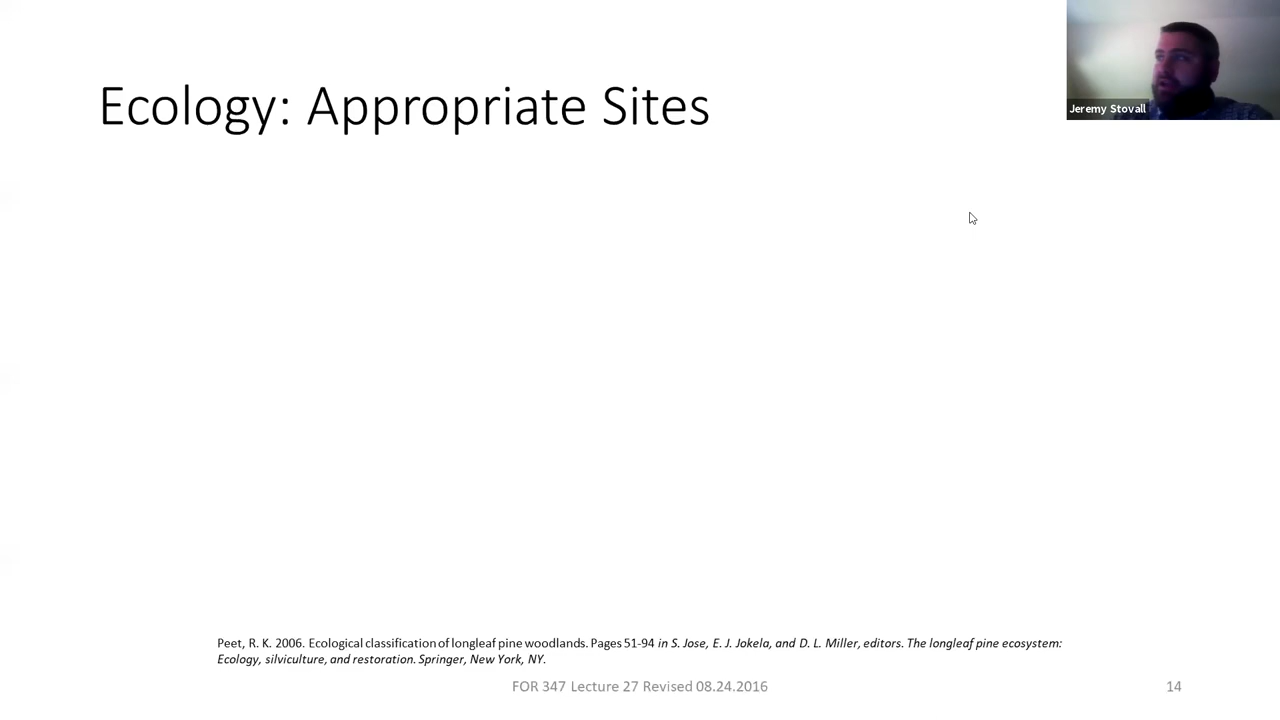 Ecology: Appropriate Sites
Jeremy Stovall
Peet, R. K. 2006. Ecological classification of longleaf pine woodlands. Pages 51-94 in S. Jose, E. J. Jokela, and D. L. Miller, editors. The longleaf pine ecosystem:
Ecology, silviculture, and restoration. Springer, New York, NY.
FOR 347 Lecture 27 Revised 08.24.2016
14